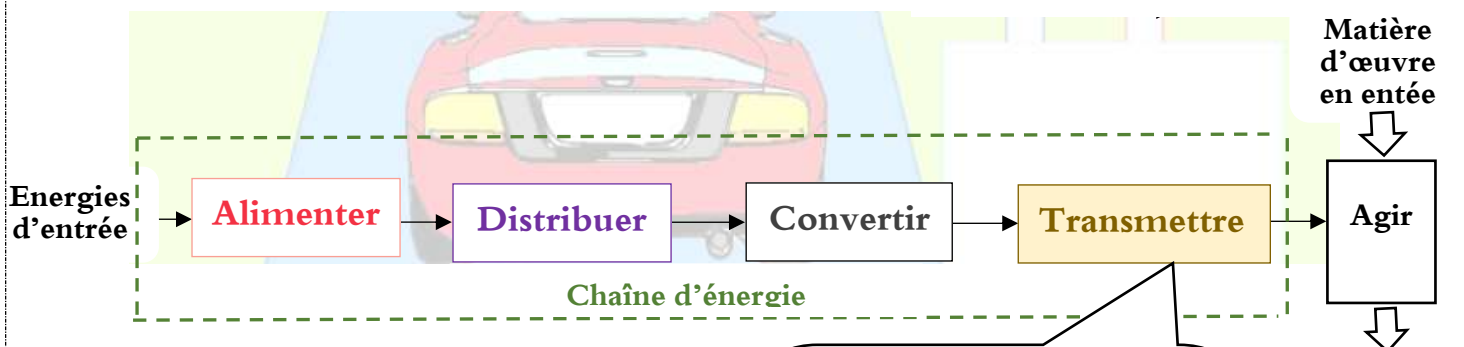 Matière
d'œuvre
en entée
Energies
d'entrée
Alimenter
Distribuer
Convertir
Transmettre
Agir
Chaîne d'énergie